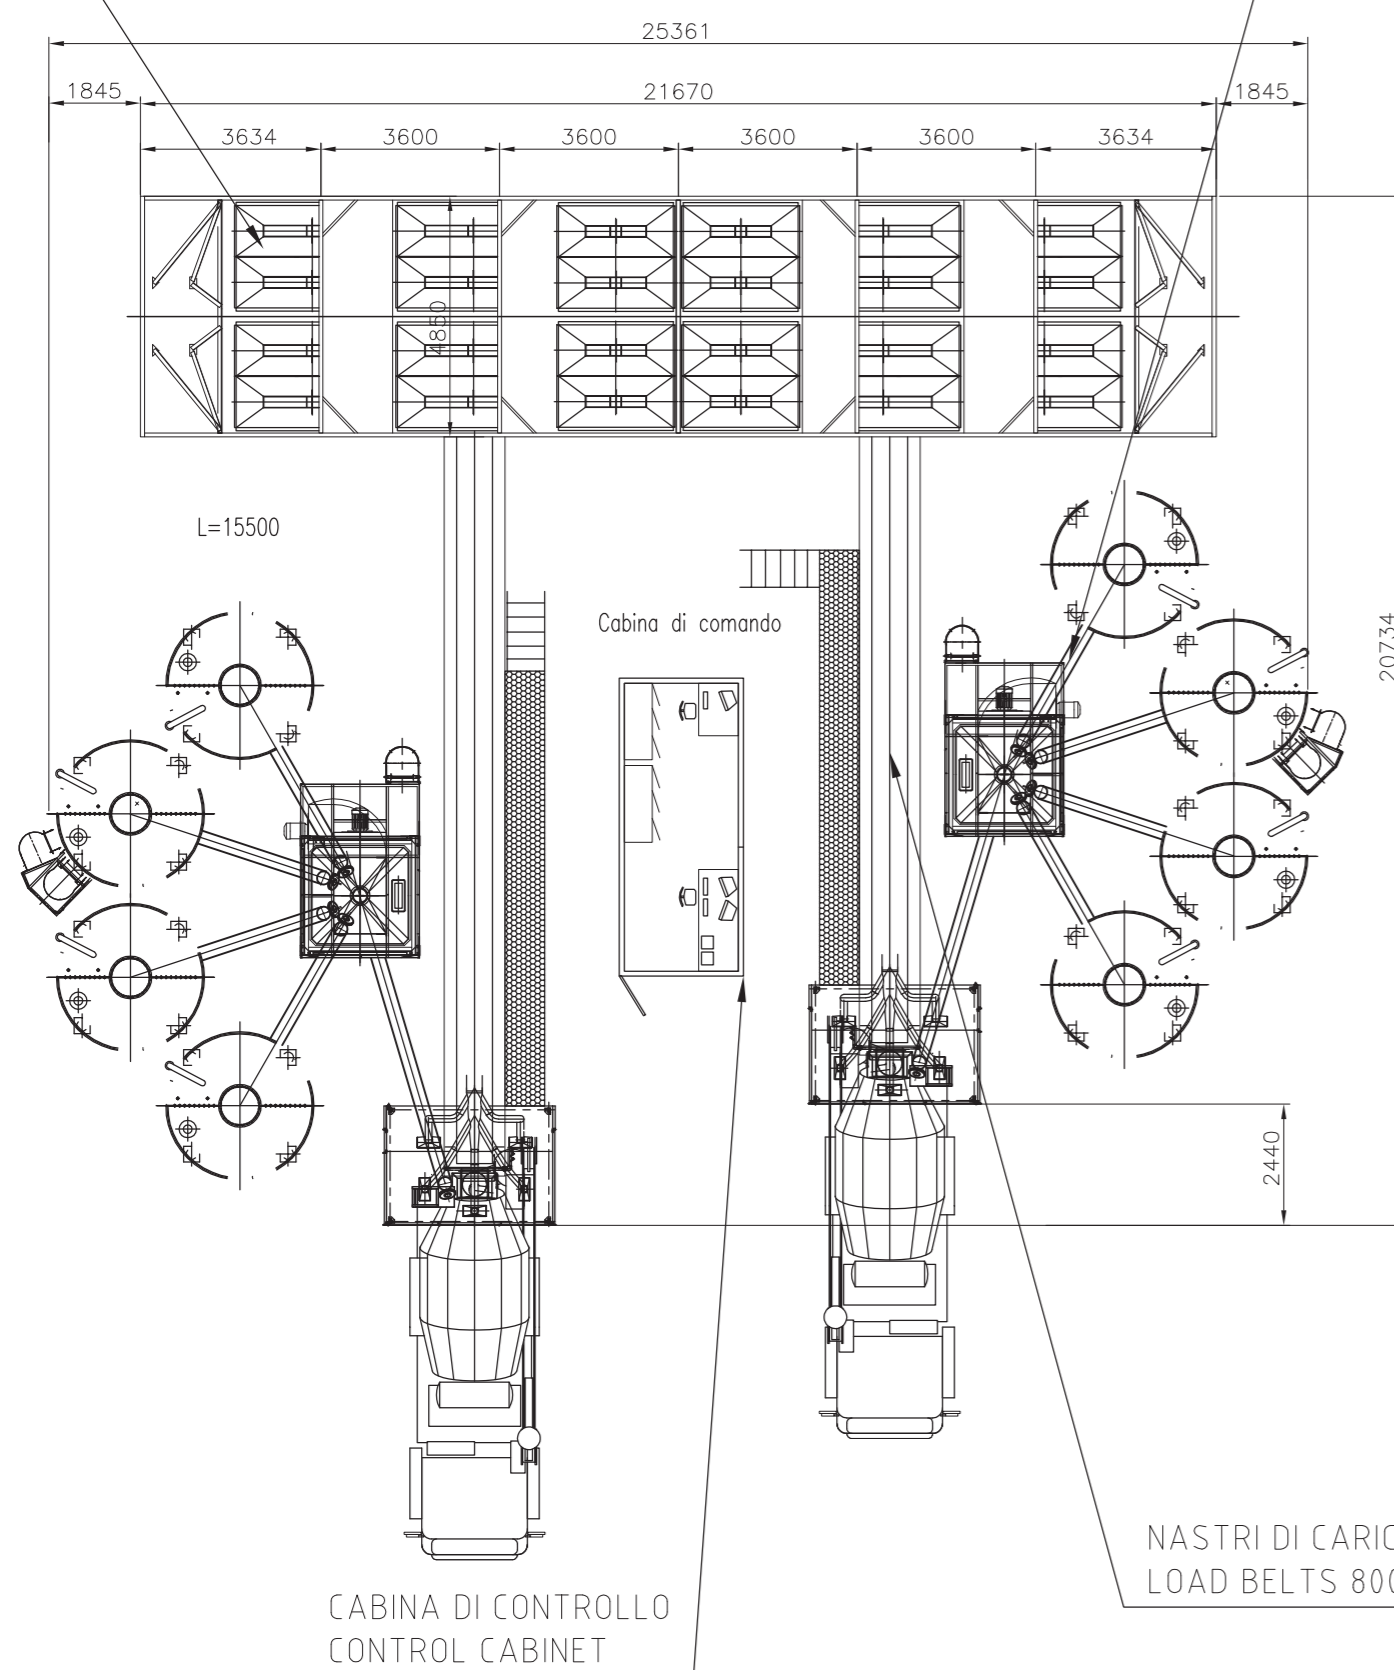 25361
1845 21670 1845
3634 3600 3600 3600 3600 3634
4850
L=15500
Cabina di comando
20734
2440
NASTRI DI CARIC
LOAD BELTS 800
CABINA DI CONTROLLO
CONTROL CABINET